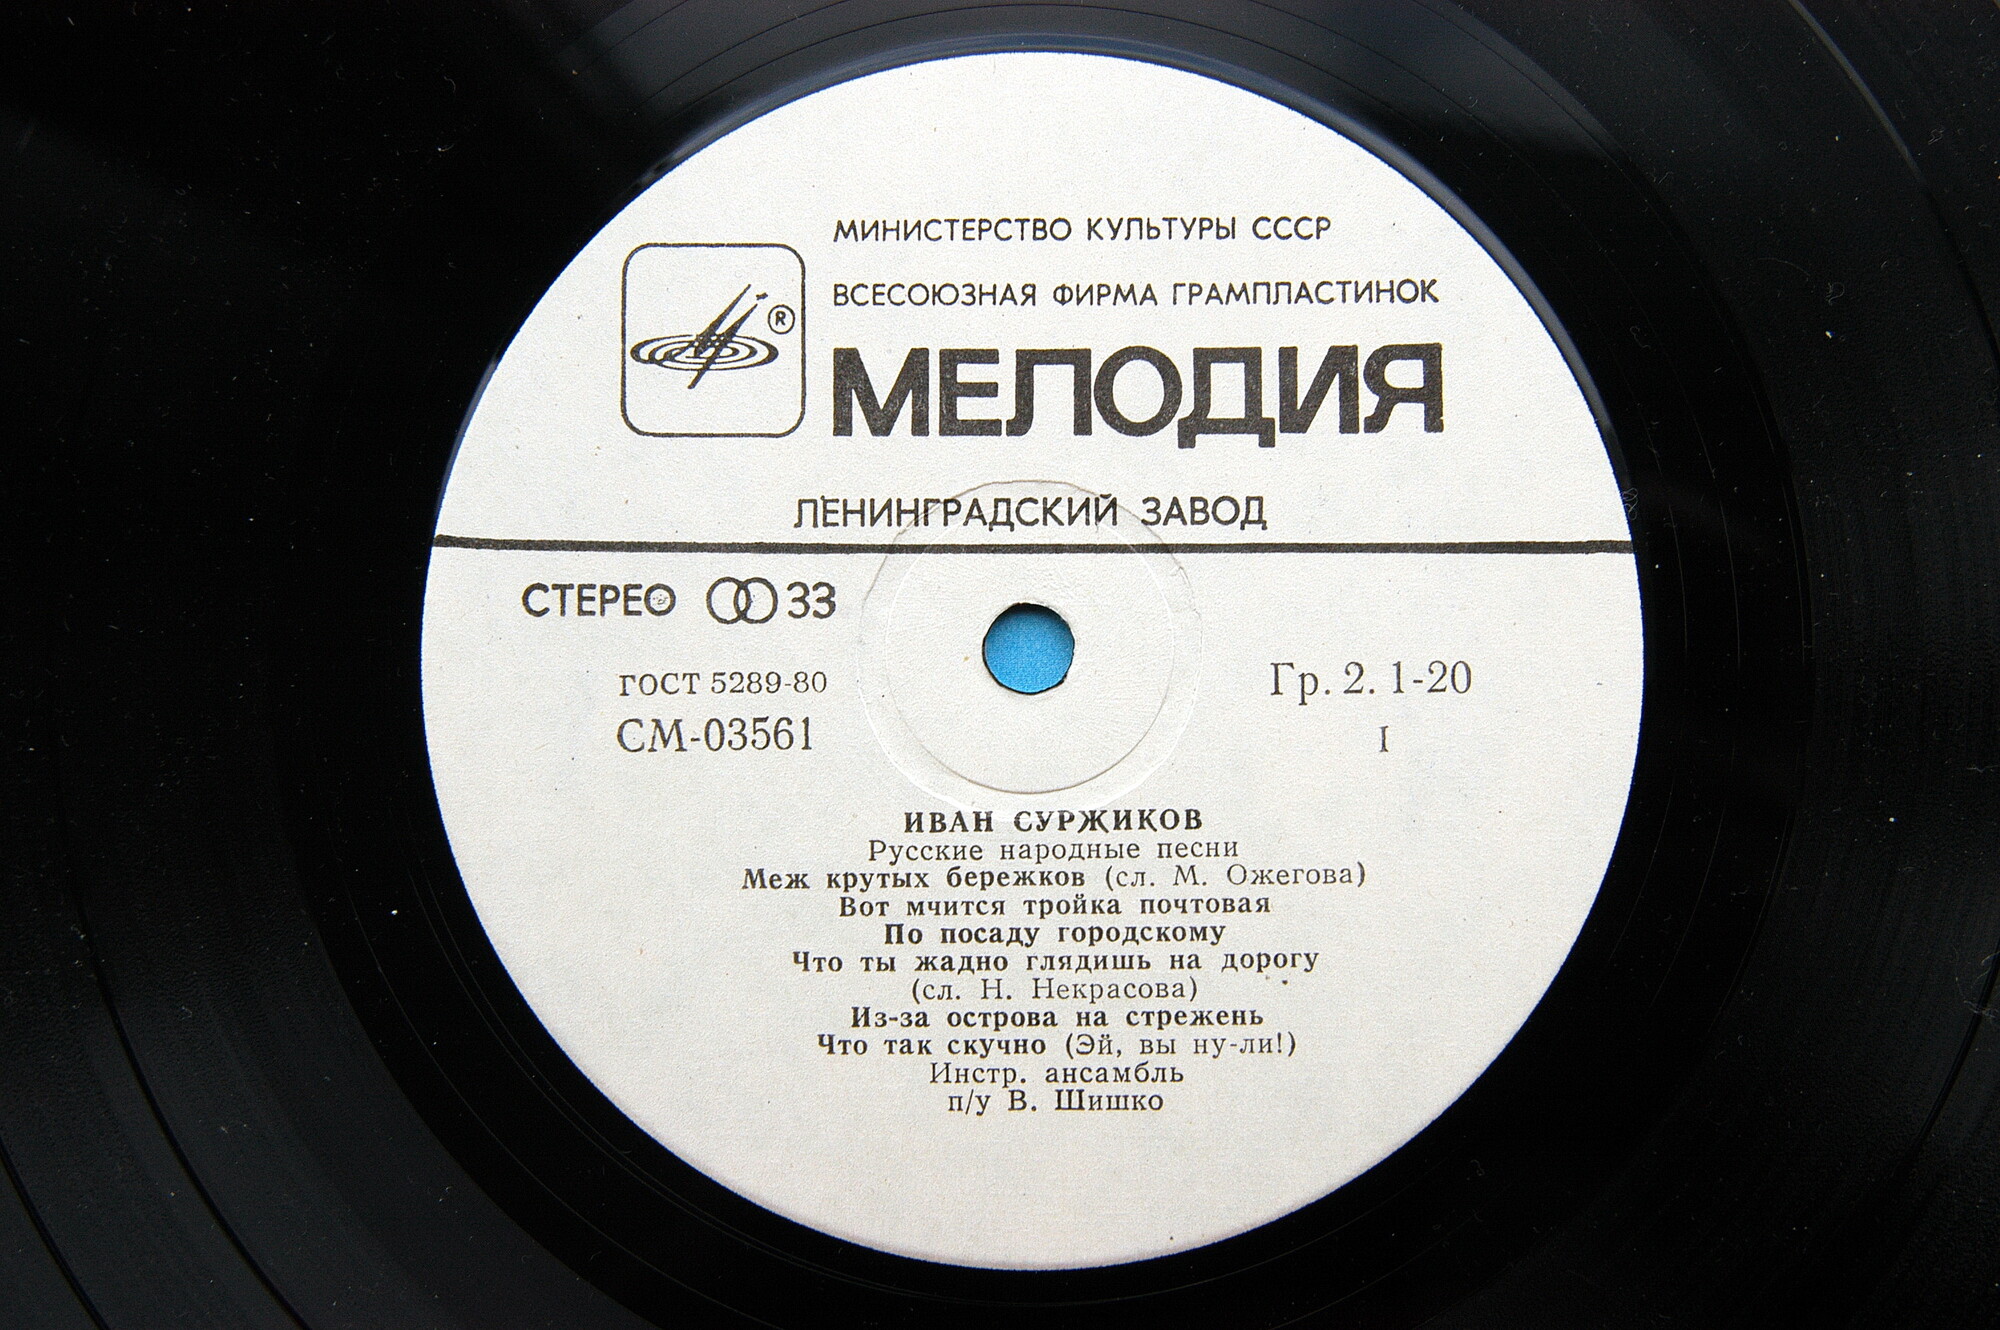 МИНИСТЕРСТВО КУЛЬТУРЫ СССР
ВСЕСОЮЗНАЯ ФИРМА ГРАМПЛАСТИНОК
®
МЕЛОДИЯ
ЛЕНИНГРАДСКИЙ ЗАВОД
СТЕРЕО 33
ГОСТ 5289-80
Гр. 2. 1-20
СМ-03561
I
ИВАН СУРЖИКОВ
Русские народные песни
Меж крутых бережков (сл. М. Ожегова)
Вот мчится тройка почтовая
По посаду городскому
Что ты жадно глядишь на дорогу
(сл. Н. Некрасова)
Из-за острова на стрежень
Что так скучно (Эй, вы ну-ли!)
Инстр. ансамбль
п/у В. Шишко